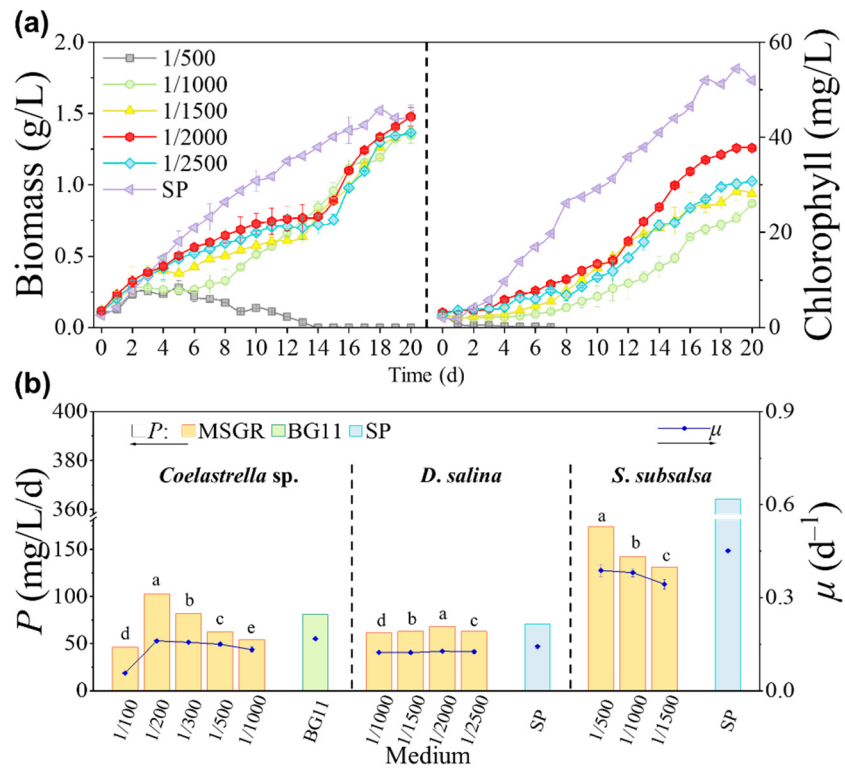 (a)
2.0
1.5
1.0
0.5
0.0
Biomass (g/L)
1/500
1/1000
1/1500
1/2000
1/2500
SP
60
40
20
0
Chlorophyll (mg/L)
0 2 4 6 8 10 12 14 16 18 20 0 2 4 6 8 10 12 14 16 18 20
Time (d)
(b)
400
380
360
150
100
50
0
P (mg/L/d)
P: MSGR BG11 SP
μ
Coelastrella sp. D. salina S. subsalsa
d a b c e
d b a c
a b c
0.9
0.6
0.3
0.0
μ (d⁻¹)
1/100 1/200 1/300 1/500 1/1000 BG11 1/1000 1/1500 1/2000 1/2500 SP 1/500 1/1000 1/1500 SP
Medium